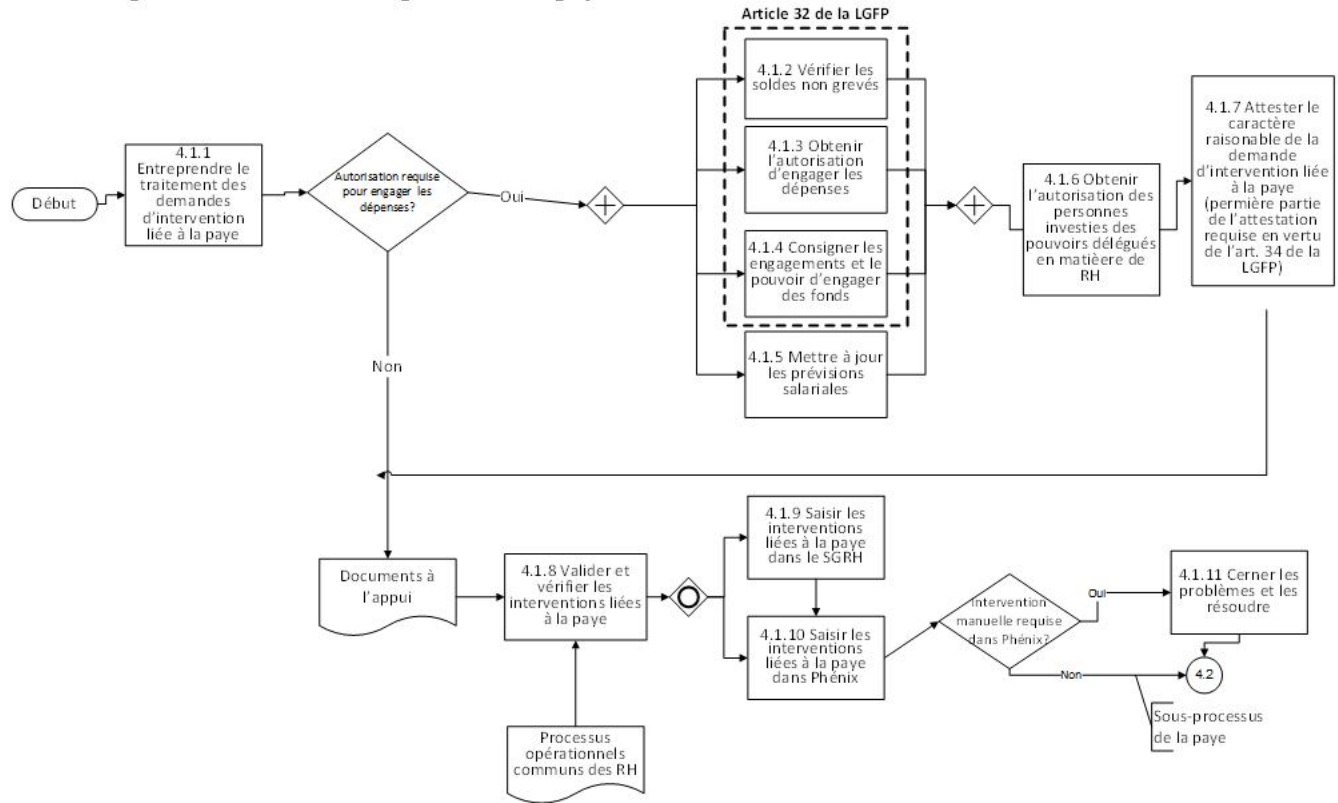 Article 32 de la LGFP
Début
4.1.1
Entreprendre le
traitement des
demandes
d'intervention
liée à la paye
Autorisation requise
pour engager les
dépenses?
Oui
Non
4.1.2 Vérifier les
soldes non grevés
4.1.3 Obtenir
l'autorisation
d'engager les
dépenses
4.1.4 Consigner les
engagements et le
pouvoir d'engager
des fonds
4.1.5 Mettre à jour
les prévisions
salariales
4.1.6 Obtenir
l'autorisation des
personnes
investies des
pouvoirs délégués
en matièere de
RH
4.1.7 Attester le
caractère
raisonable de la
demande
d'intervention liée
à la paye
(permière partie
de l'attestation
requise en vertu
de l'art. 34 de la
LGFP)
Documents à
l'appui
4.1.8 Valider et
vérifier les
interventions liées
à la paye
Processus
opérationnels
communs des RH
4.1.9 Saisir les
interventions
liées à la paye
dans le SGRH
4.1.10 Saisir les
interventions
liées à la paye
dans Phénix
Intervention
manuelle requise
dans Phénix?
Oui
Non
4.1.11 Cerner les
problèmes et les
résoudre
4.2
Sous-processus
de la paye